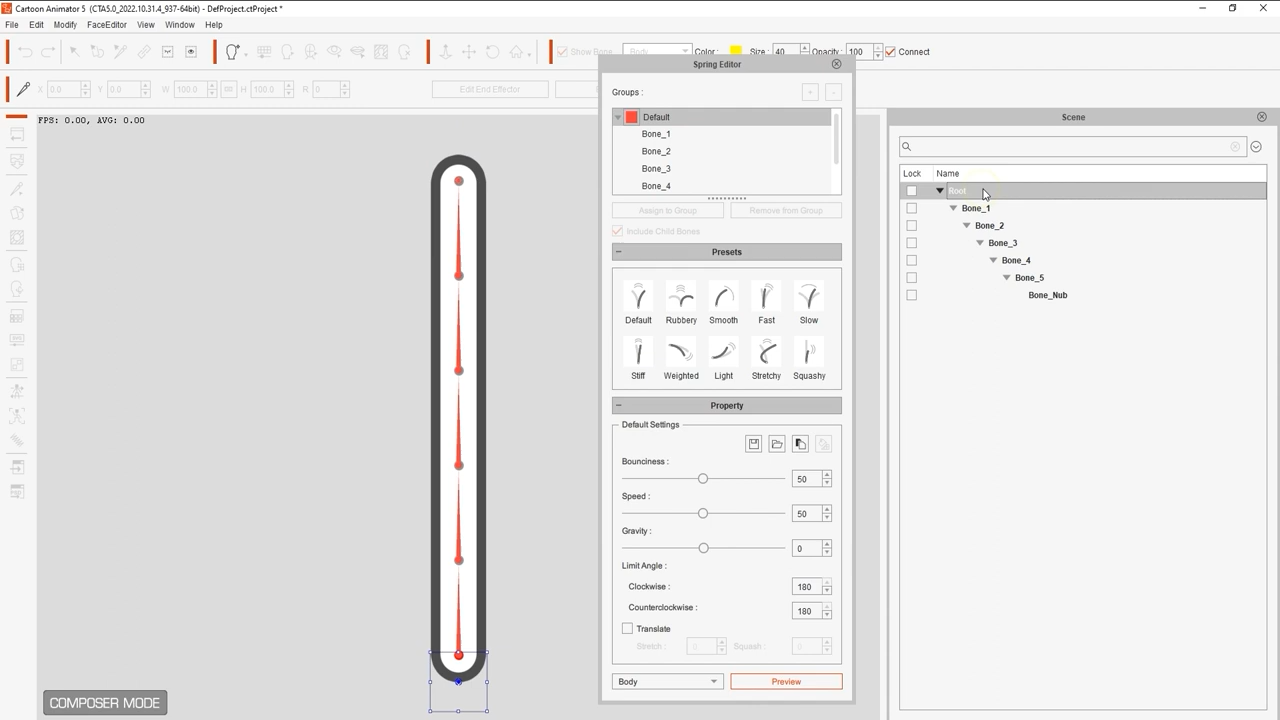 Cartoon Animator 5 (CTA5.0_2022.10.31.4_937-64bit) - DefProject.ctProject *
File Edit Modify FaceEditor View Window Help
Show Bone Body Color : Size : 40 Opacity : 100 Connect
X 0.0 Y 0.0 W 100.0 H 100.0 R 0 Edit End Effector
FPS: 0.00, AVG: 0.00
Spring Editor
Groups :
+ -
Default
Bone_1
Bone_2
Bone_3
Bone_4
Assign to Group Remove from Group
Include Child Bones
Presets
Default Rubbery Smooth Fast Slow
Stiff Weighted Light Stretchy Squashy
Property
Default Settings
Bounciness :
50
Speed :
50
Gravity :
0
Limit Angle :
Clockwise : 180
Counterclockwise : 180
Translate
Stretch : 0 Squash : 0
Body Preview
Scene
Lock Name
Root
Bone_1
Bone_2
Bone_3
Bone_4
Bone_5
Bone_Nub
COMPOSER MODE